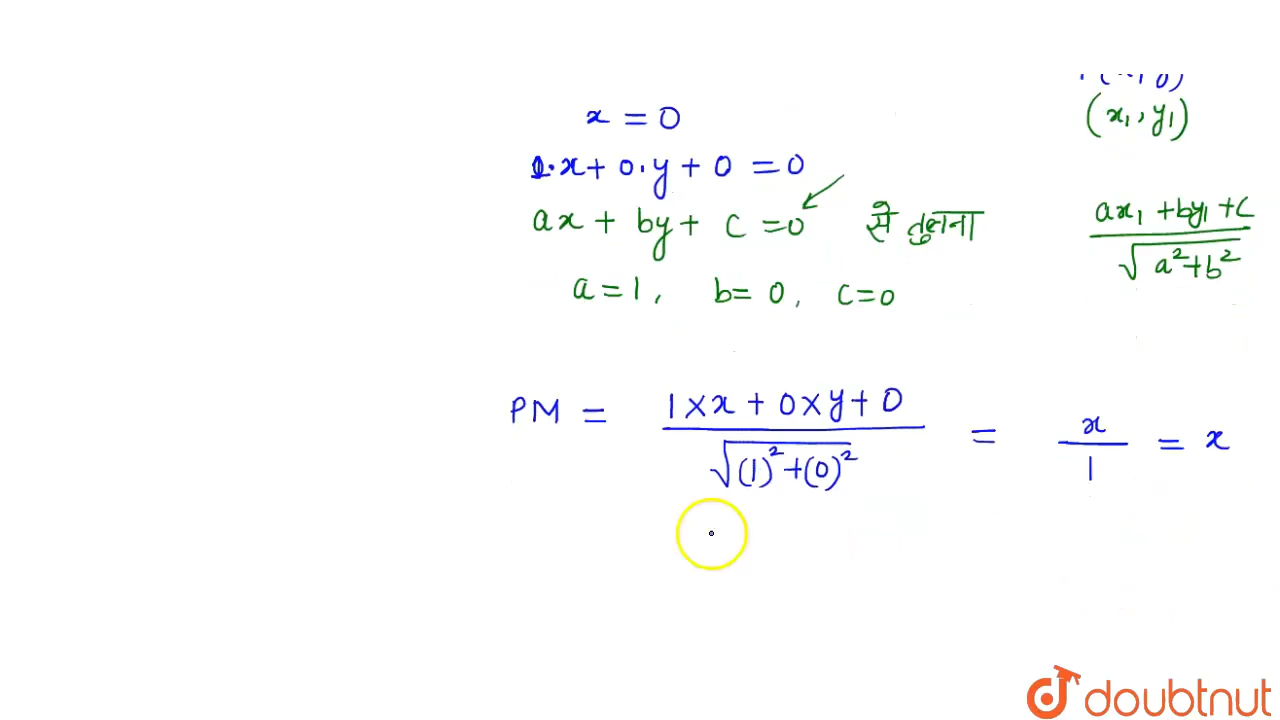 x = 0
(x₁, y₁)
1·x + 0·y + 0 = 0
ax + by + c = 0 से तुलना
(ax₁ + by₁ + c) / √(a² + b²)
a = 1, b = 0, c = 0
PM = (1 × x + 0 × y + 0) / √((1)² + (0)²) = x / 1 = x
doubtnut